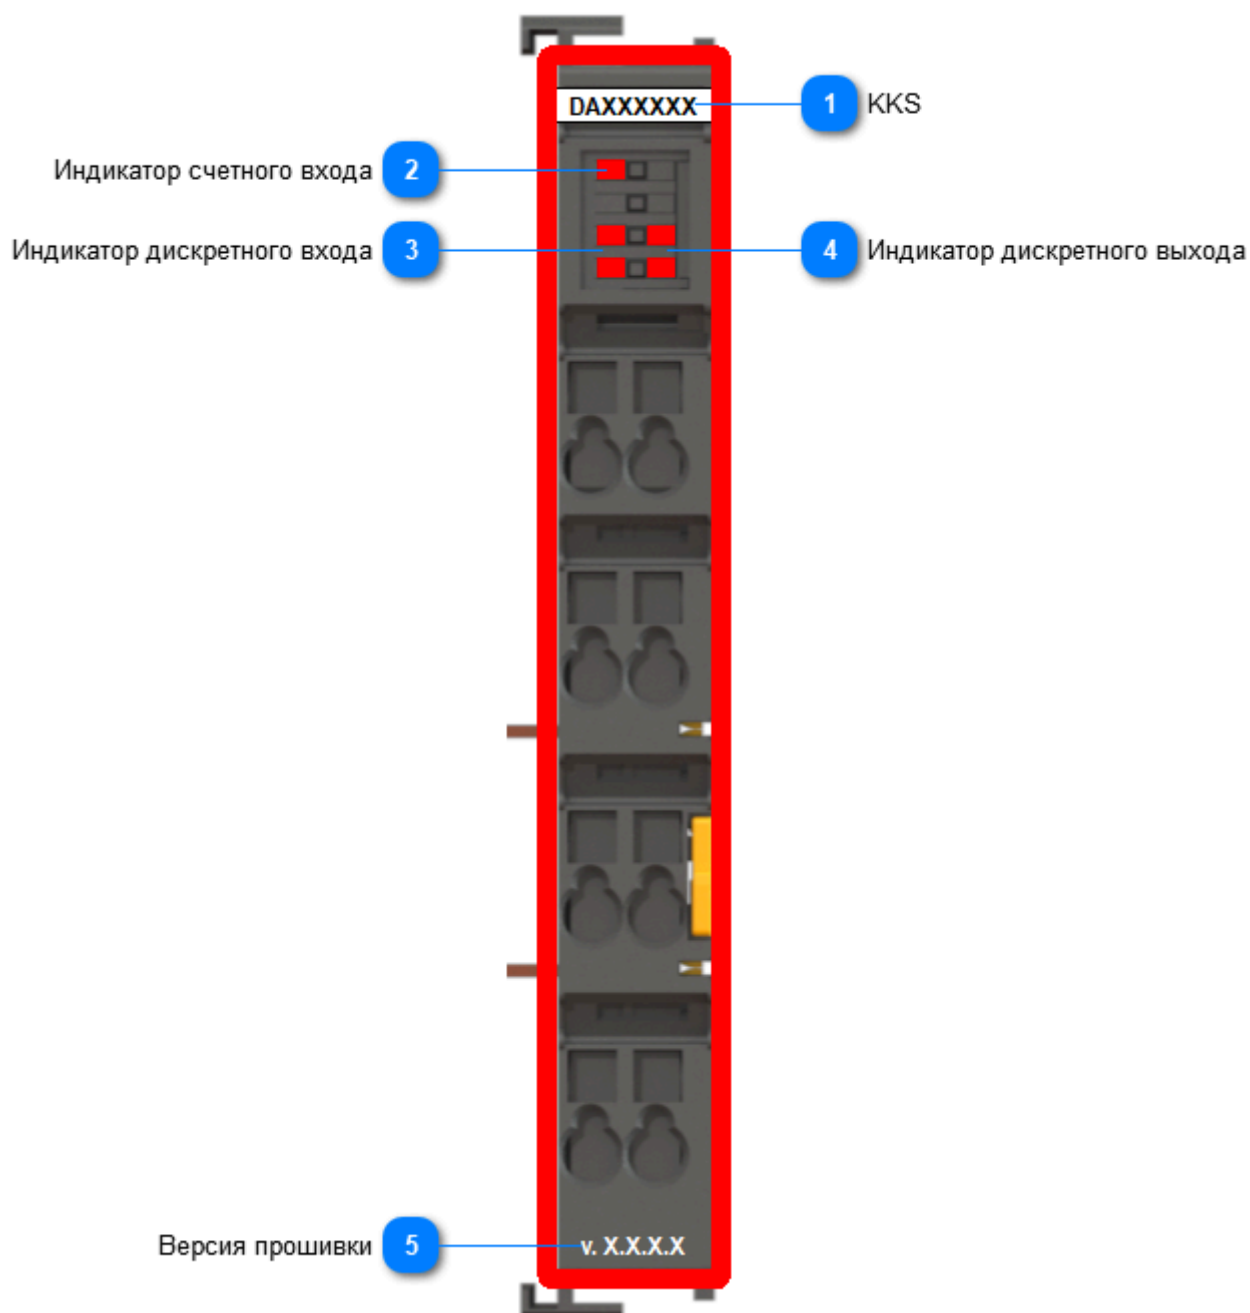 DAXXXXXX
1 KKS
Индикатор счетного входа 2
Индикатор дискретного входа 3
4 Индикатор дискретного выхода
Версия прошивки 5
v. X.X.X.X